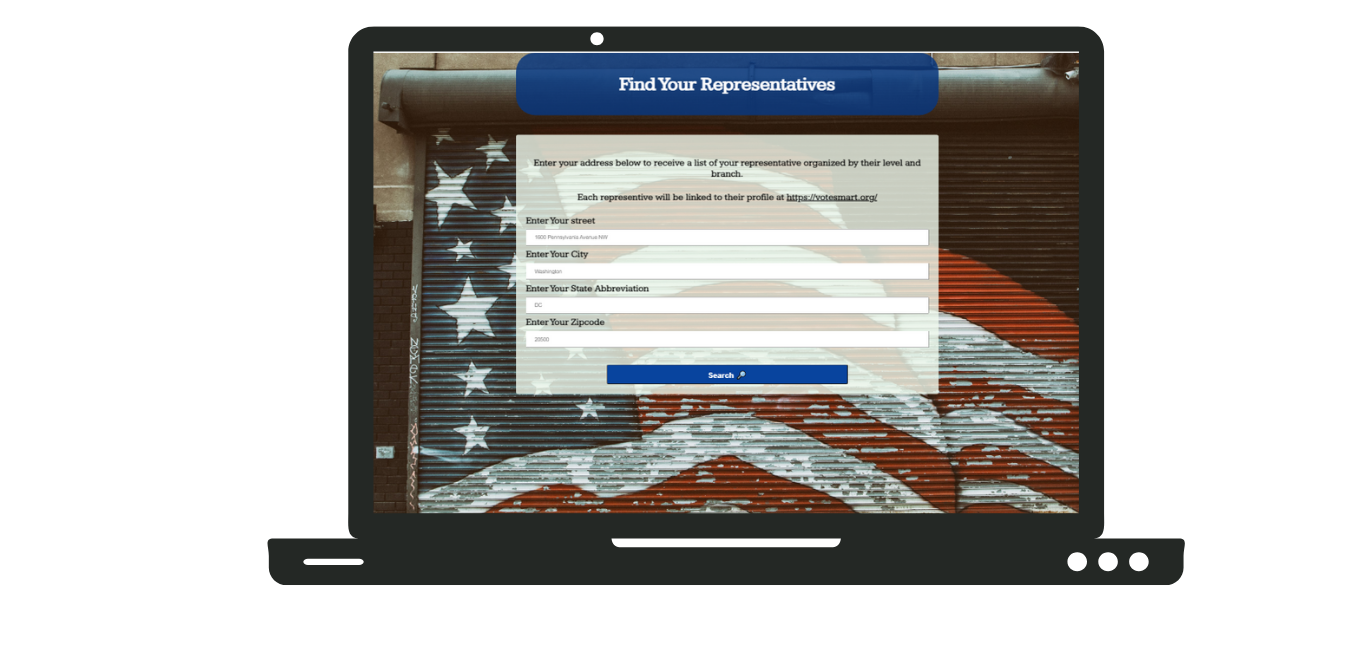 Find Your Representatives
Enter your address below to receive a list of your representative organized by their level and
branch.
Each representive will be linked to their profile at https://votesmart.org/
Enter Your street
1600 Pennsylvania Avenue NW
Enter Your City
Washington
Enter Your State Abbreviation
DC
Enter Your Zipcode
20500
Search